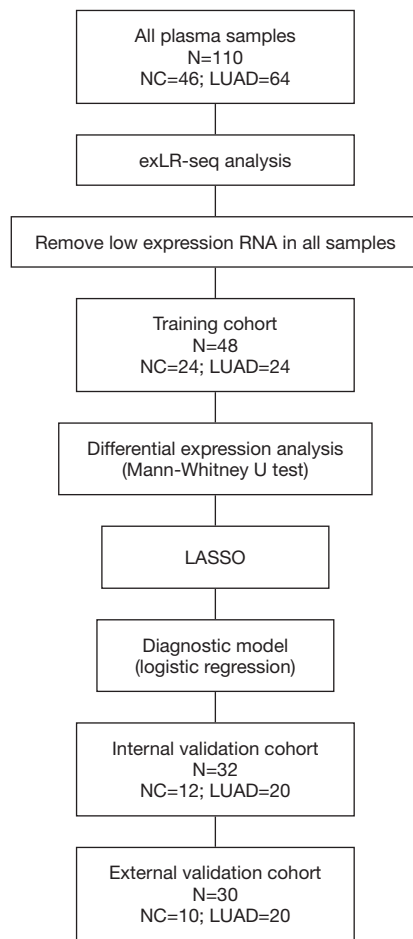 All plasma samples
N=110
NC=46; LUAD=64
exLR-seq analysis
Remove low expression RNA in all samples
Training cohort
N=48
NC=24; LUAD=24
Differential expression analysis
(Mann-Whitney U test)
LASSO
Diagnostic model
(logistic regression)
Internal validation cohort
N=32
NC=12; LUAD=20
External validation cohort
N=30
NC=10; LUAD=20